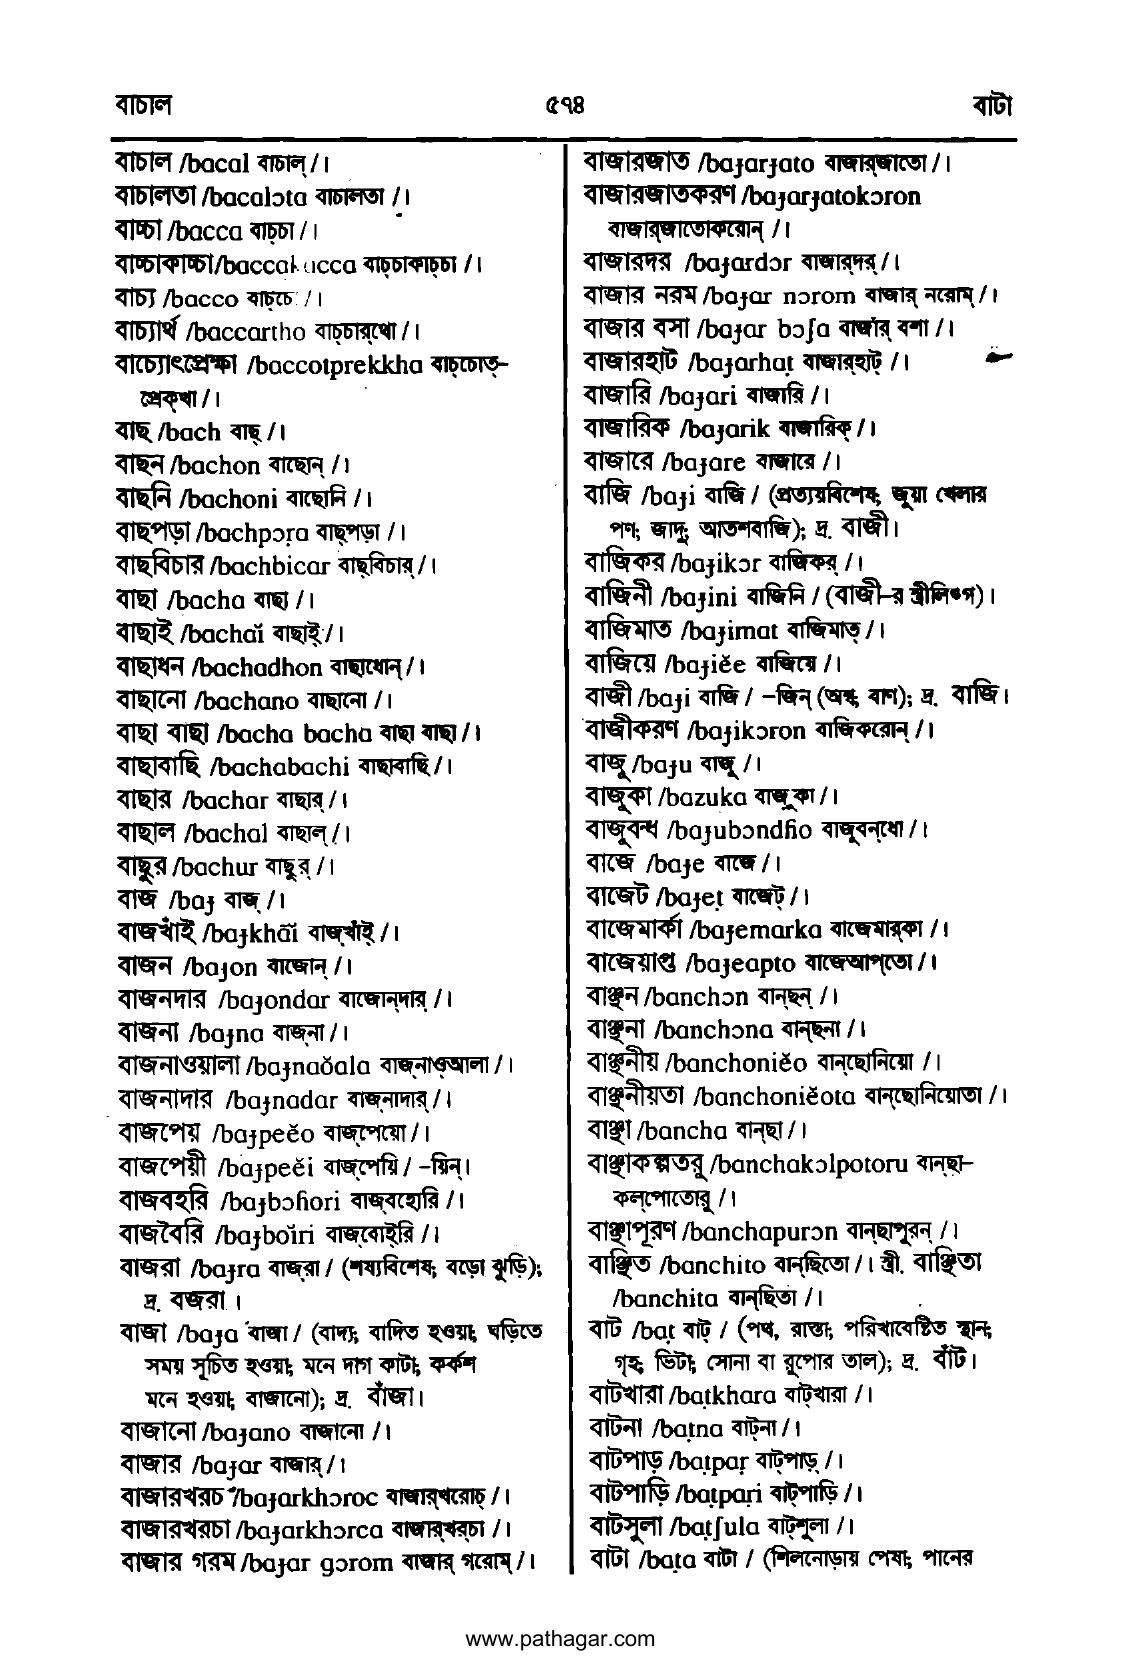 বাচাল ৫৭৪ বাটা
বাচাল /bacal বাচাল্ / ।
বাচালতা /bacalɔta বাচালতা / ।
বাচ্চা /bacca বাচ্চা / ।
বাচ্চাকাচ্চা /baccakacca বাচ্চাকাচ্চা / ।
বাচ্য /bacco বাচ্চো / ।
বাচ্যার্থ /baccartho বাচ্চার্থো / ।
বাচ্যোৎপ্রেক্ষা /baccotprekkha বাচ্চোত্-
প্রেক্খা / ।
বাছ্ /bach বাছ্ / ।
বাছন /bachon বাছোন্ / ।
বাছনি /bachoni বাছোনি / ।
বাছপড়া /bachpɔṛa বাছ্পড়া / ।
বাছবিচার /bachbicar বাছ্বিচার্ / ।
বাছা /bacha বাছা / ।
বাছাই /bachaĭ বাছাই্ / ।
বাছাধন /bachadhon বাছাধোন্ / ।
বাছানো /bachano বাছানো / ।
বাছা বাছা /bacha bacha বাছা বাছা / ।
বাছাবাছি /bachabachi বাছাবাছি / ।
বাছার /bachar বাছার্ / ।
বাছাল /bachal বাছাল্ / ।
বাছুর /bachur বাছুর্ / ।
বাজ /baɟ বাজ্ / ।
বাজখাঁই /baɟkhãĭ বাজ্খাঁই্ / ।
বাজন /baɟon বাজোন্ / ।
বাজনদার /baɟondar বাজোন্দার্ / ।
বাজনা /baɟna বাজ্না / ।
বাজনাওয়ালা /baɟnaŏala বাজ্নাও্আলা / ।
বাজনাদার /baɟnadar বাজ্নাদার্ / ।
বাজপেয় /baɟpeĕo বাজ্পেয়ো / ।
বাজপেয়ী /baɟpeĕi বাজ্পেয়ি / -য়িন্।
বাজবহরি /baɟbɔɦori বাজ্বহোরি / ।
বাজবৈরি /baɟboĭri বাজ্বোই্রি / ।
বাজরা /baɟra বাজ্রা / (শষ্যবিশেষ; বড়ো ঝুড়ি);
দ্র. বজরা ।
বাজা /baɟa বাজা / (বাদ্য; বাদিত হওয়া; ঘড়িতে
সময় সূচিত হওয়া; মনে দাগ কাটা; কর্কশ
মনে হওয়া; বাজানো); দ্র. বাঁজা।
বাজানো /baɟano বাজানো / ।
বাজার /baɟar বাজার্ / ।
বাজারখরচ /baɟarkhɔroc বাজার্খরোচ্ / ।
বাজারখরচা /baɟarkhɔrca বাজার্খর্চা / ।
বাজার গরম /baɟar gɔrom বাজার্ গরোম্ / ।
বাজারজাত /baɟarɟato বাজার্জাতো / ।
বাজারজাতকরণ /baɟarɟatokɔron
বাজার্জাতোকরোন্ / ।
বাজারদর /baɟardɔr বাজার্দর্ / ।
বাজার নরম /baɟar nɔrom বাজার্ নরোম্ / ।
বাজার বসা /baɟar bɔʃa বাজার্ বশা / ।
বাজারহাট /baɟarhaṭ বাজার্হাট্ / ।
বাজারি /baɟari বাজারি / ।
বাজারিক /baɟarik বাজারিক্ / ।
বাজারে /baɟare বাজারে / ।
বাজি /baɟi বাজি / (প্রত্যয়বিশেষ; জুয়া খেলার
পণ; জাদু; আতশবাজি); দ্র. বাজী।
বাজিকর /baɟikɔr বাজিকর্ / ।
বাজিনী /baɟini বাজিনি / (বাজী-র স্ত্রীলিঙ্গ) ।
বাজিমাত /baɟimat বাজিমাত্ / ।
বাজিয়ে /baɟiĕe বাজিয়ে / ।
বাজী /baɟi বাজি / -জিন্ (অশ্ব, বাণ); দ্র. বাজি।
বাজীকরণ /baɟikɔron বাজিকরোন্ / ।
বাজু /baɟu বাজু / ।
বাজুকা /bazuka বাজুকা / ।
বাজুবন্ধ /baɟubɔndɦo বাজুবন্ধো / ।
বাজে /baɟe বাজে / ।
বাজেট /baɟeṭ বাজেট্ / ।
বাজেমার্কা /baɟemarka বাজেমার্কা / ।
বাজেয়াপ্ত /baɟeapto বাজেআপ্তো / ।
বাঞ্ছন /banchɔn বান্ছন্ / ।
বাঞ্ছনা /banchɔna বান্ছনা / ।
বাঞ্ছনীয় /banchoniĕo বান্ছোনিয়ো / ।
বাঞ্ছনীয়তা /banchoniĕota বান্ছোনিয়োতা / ।
বাঞ্ছা /bancha বান্ছা / ।
বাঞ্ছাকল্পতরু /banchakɔlpotoru বান্ছা-
কল্পোতোরু / ।
বাঞ্ছাপূরণ /banchapurɔn বান্ছাপূরন্ / ।
বাঞ্ছিত /banchito বান্ছিতো / । স্ত্রী. বাঞ্ছিতা
/banchita বান্ছিতা / ।
বাট /baṭ বাট্ / (পথ, রাস্তা; পরিখাবেষ্টিত স্থান;
গৃহ; ভিটা; সোনা বা রুপোর তাল); দ্র. বাঁট।
বাটখারা /baṭkhara বাট্খারা / ।
বাটনা /baṭna বাট্না / ।
বাটপাড় /baṭpaṛ বাট্পাড়্ / ।
বাটপাড়ি /baṭpaṛi বাট্পাড়ি / ।
বাটসুলা /baṭʃula বাট্শুলা / ।
বাটা /baṭa বাটা / (শিলনোড়ায় পেষা; পানের
www.pathagar.com